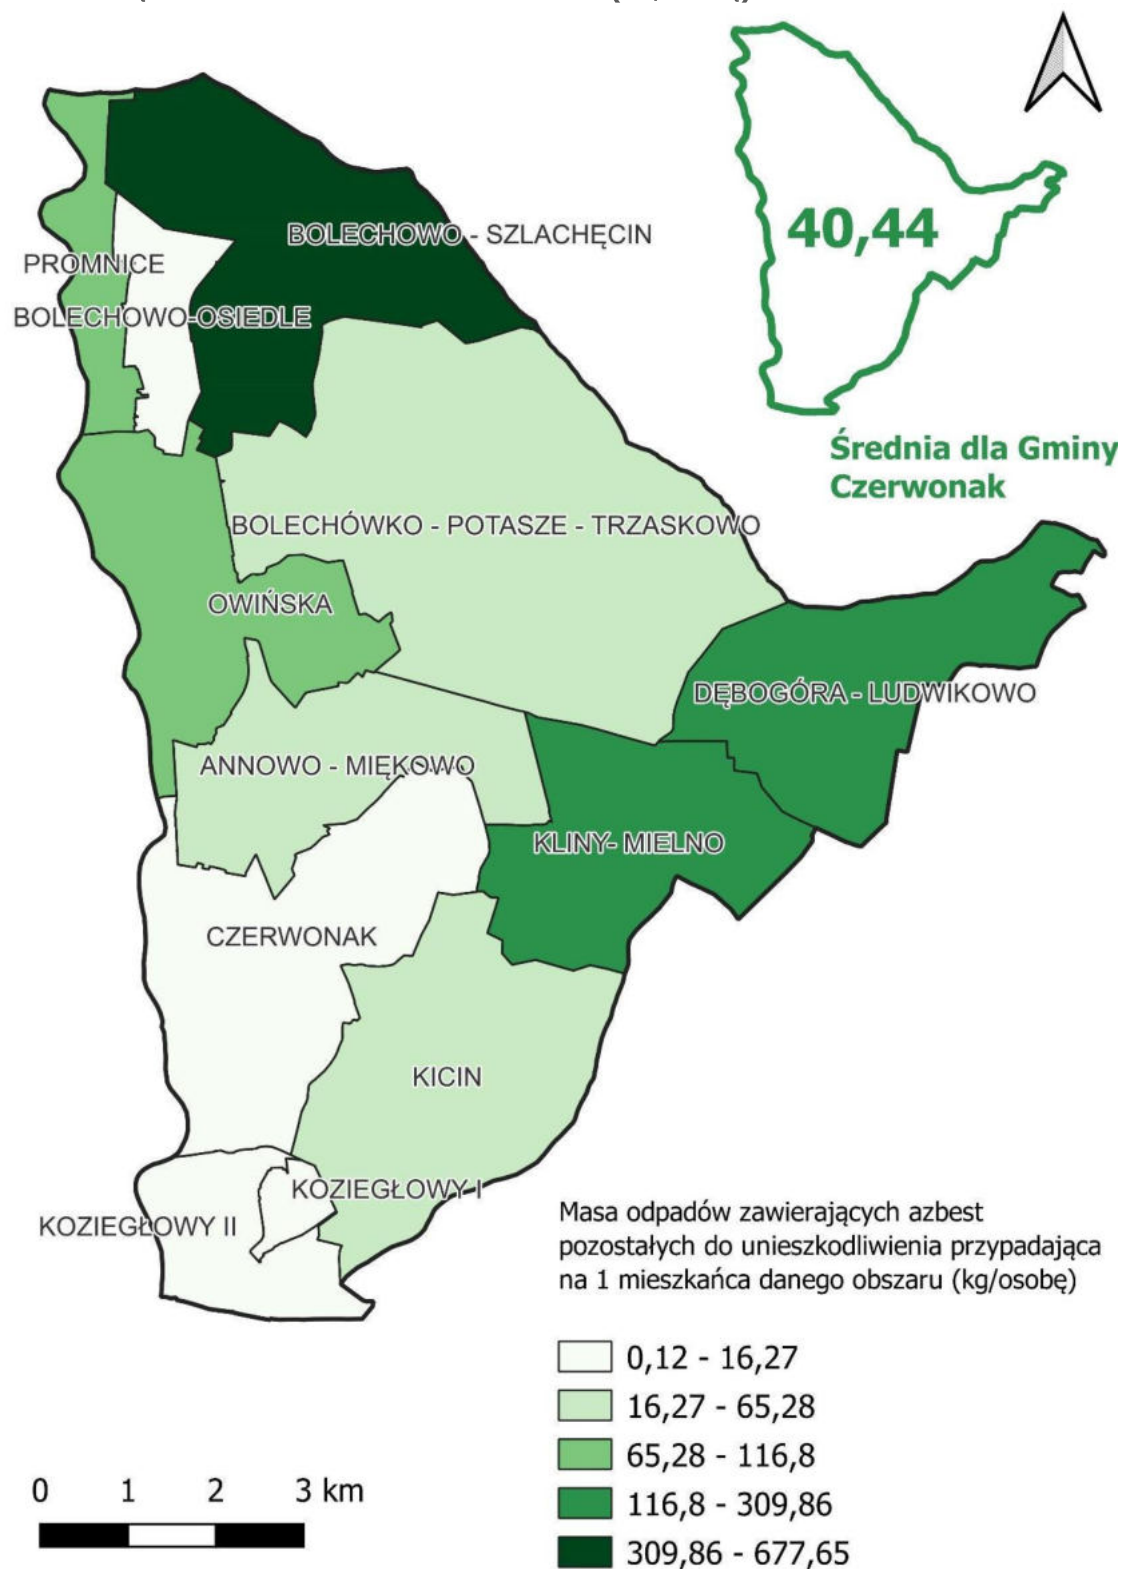 BOLECHOWO - SZLACHĘCIN
40,44
PROMNICE
BOLECHOWO-OSIEDLE
Średnia dla Gminy
Czerwonak
BOLECHÓWKO - POTASZE - TRZASKOWO
OWIŃSKA
DĘBOGÓRA - LUDWIKOWO
ANNOWO - MIĘKOWO
KLINY- MIELNO
CZERWONAK
KICIN
KOZIEGŁOWY I
KOZIEGŁOWY II
Masa odpadów zawierających azbest
pozostałych do unieszkodliwienia przypadająca
na 1 mieszkańca danego obszaru (kg/osobę)
0,12 - 16,27
16,27 - 65,28
65,28 - 116,8
116,8 - 309,86
309,86 - 677,65
0 1 2 3 km